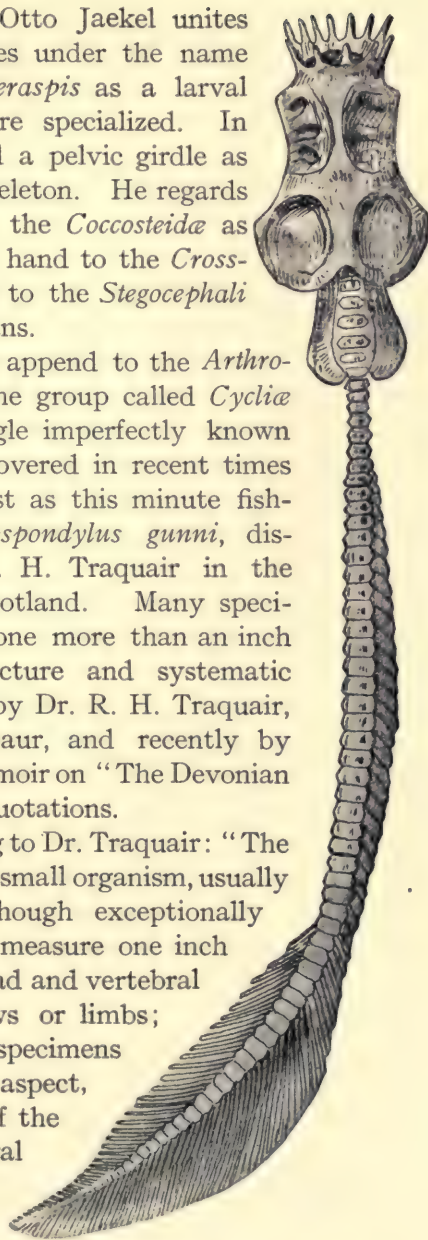 Otto Jaekel unites
es under the name
eraspis as a larval
re specialized. In
l a pelvic girdle as
eleton. He regards
the Coccosteidæ as
hand to the Cross-
to the Stegocephali
ns.
append to the Arthro-
ne group called Cycliæ
gle imperfectly known
overed in recent times
st as this minute fish-
spondylus gunni, dis-
. H. Traquair in the
otland. Many speci-
one more than an inch
cture and systematic
by Dr. R. H. Traquair,
aur, and recently by
moir on "The Devonian
uotations.
g to Dr. Traquair: "The
small organism, usually
hough exceptionally
measure one inch
ad and vertebral
ws or limbs;
specimens
aspect,
f the
ral